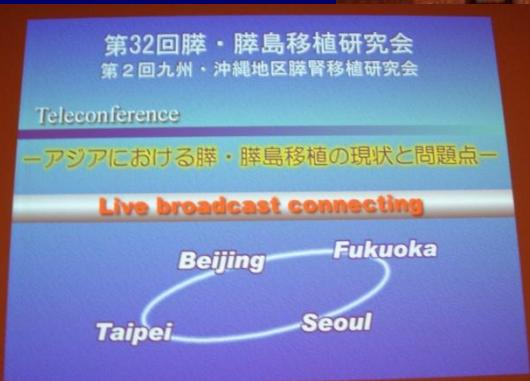 第32回膵・膵島移植研究会
第2回九州・沖縄地区膵腎移植研究会
Teleconference
ーアジアにおける膵・膵島移植の現状と問題点ー
Live broadcast connecting
Beijing
Fukuoka
Taipei
Seoul